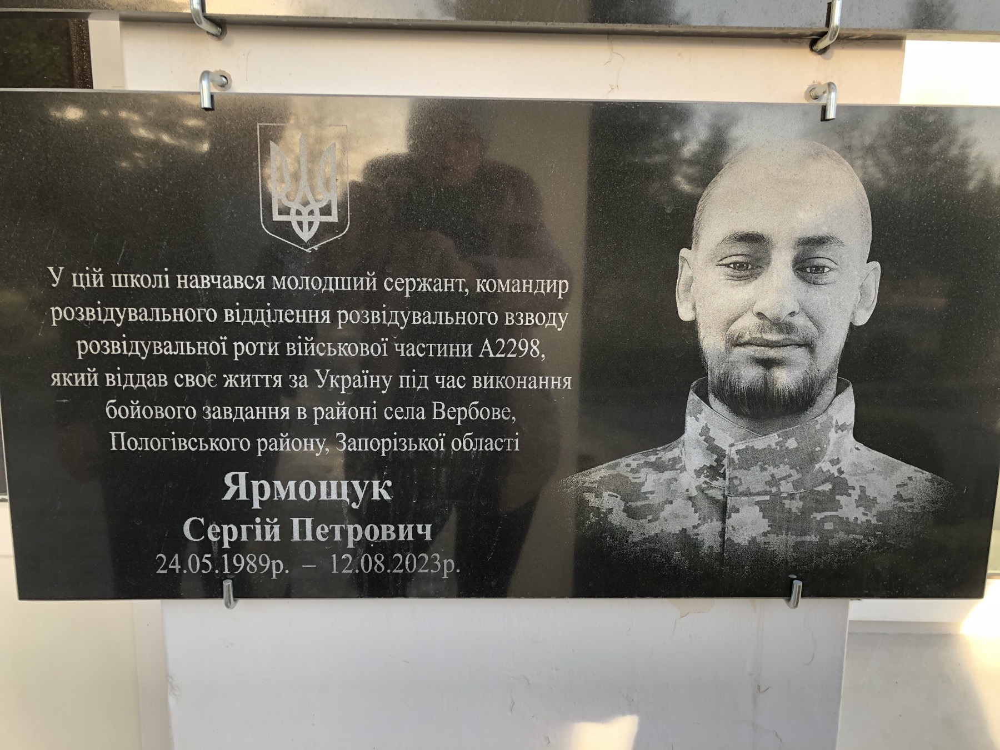 У цій школі навчався молодший сержант, командир
розвідувального відділення розвідувального взводу
розвідувальної роти військової частини А2298,
який віддав своє життя за Україну під час виконання
бойового завдання в районі села Вербове,
Пологівського району, Запорізької області
Ярмощук
Сергій Петрович
24.05.1989р. – 12.08.2023р.